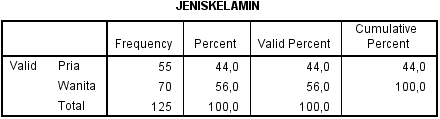 JENISKELAMIN
Frequency Percent Valid Percent Cumulative Percent
Valid Pria 55 44,0 44,0 44,0
Wanita 70 56,0 56,0 100,0
Total 125 100,0 100,0